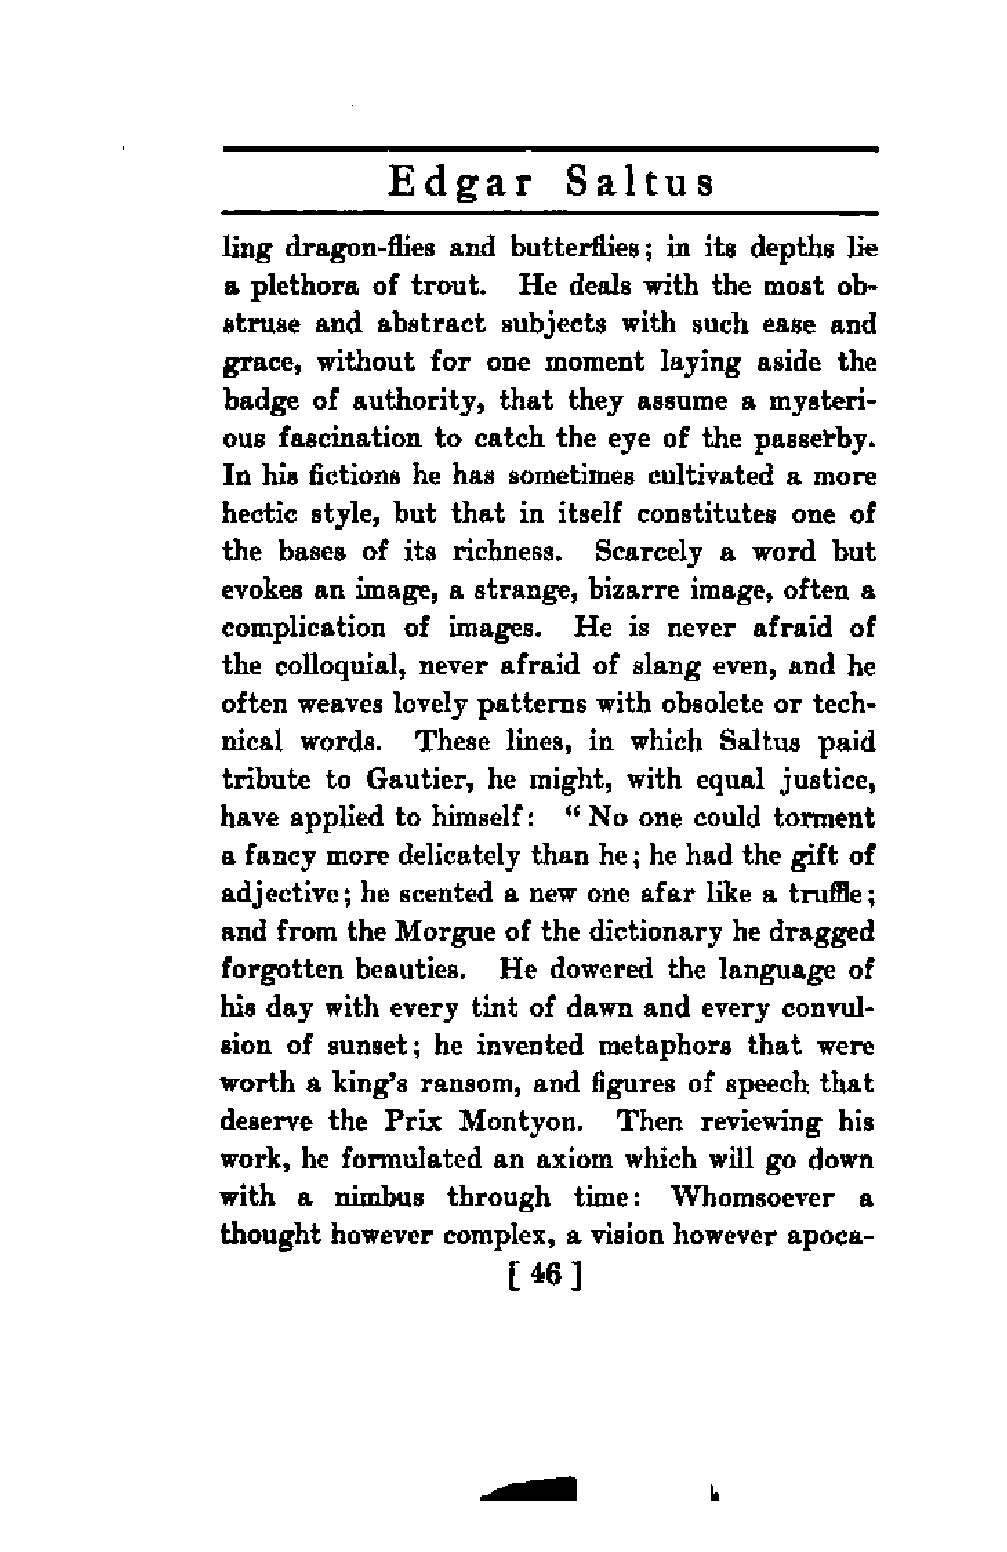 Edgar Saltus
ling dragon-flies and butterflies; in its depths lie
a plethora of trout. He deals with the most ob-
struse and abstract subjects with such ease and
grace, without for one moment laying aside the
badge of authority, that they assume a mysteri-
ous fascination to catch the eye of the passerby.
In his fictions he has sometimes cultivated a more
hectic style, but that in itself constitutes one of
the bases of its richness. Scarcely a word but
evokes an image, a strange, bizarre image, often a
complication of images. He is never afraid of
the colloquial, never afraid of slang even, and he
often weaves lovely patterns with obsolete or tech-
nical words. These lines, in which Saltus paid
tribute to Gautier, he might, with equal justice,
have applied to himself: “No one could torment
a fancy more delicately than he; he had the gift of
adjective; he scented a new one afar like a truffle;
and from the Morgue of the dictionary he dragged
forgotten beauties. He dowered the language of
his day with every tint of dawn and every convul-
sion of sunset; he invented metaphors that were
worth a king's ransom, and figures of speech that
deserve the Prix Montyon. Then reviewing his
work, he formulated an axiom which will go down
with a nimbus through time: Whomsoever a
thought however complex, a vision however apoca-
[ 46 ]